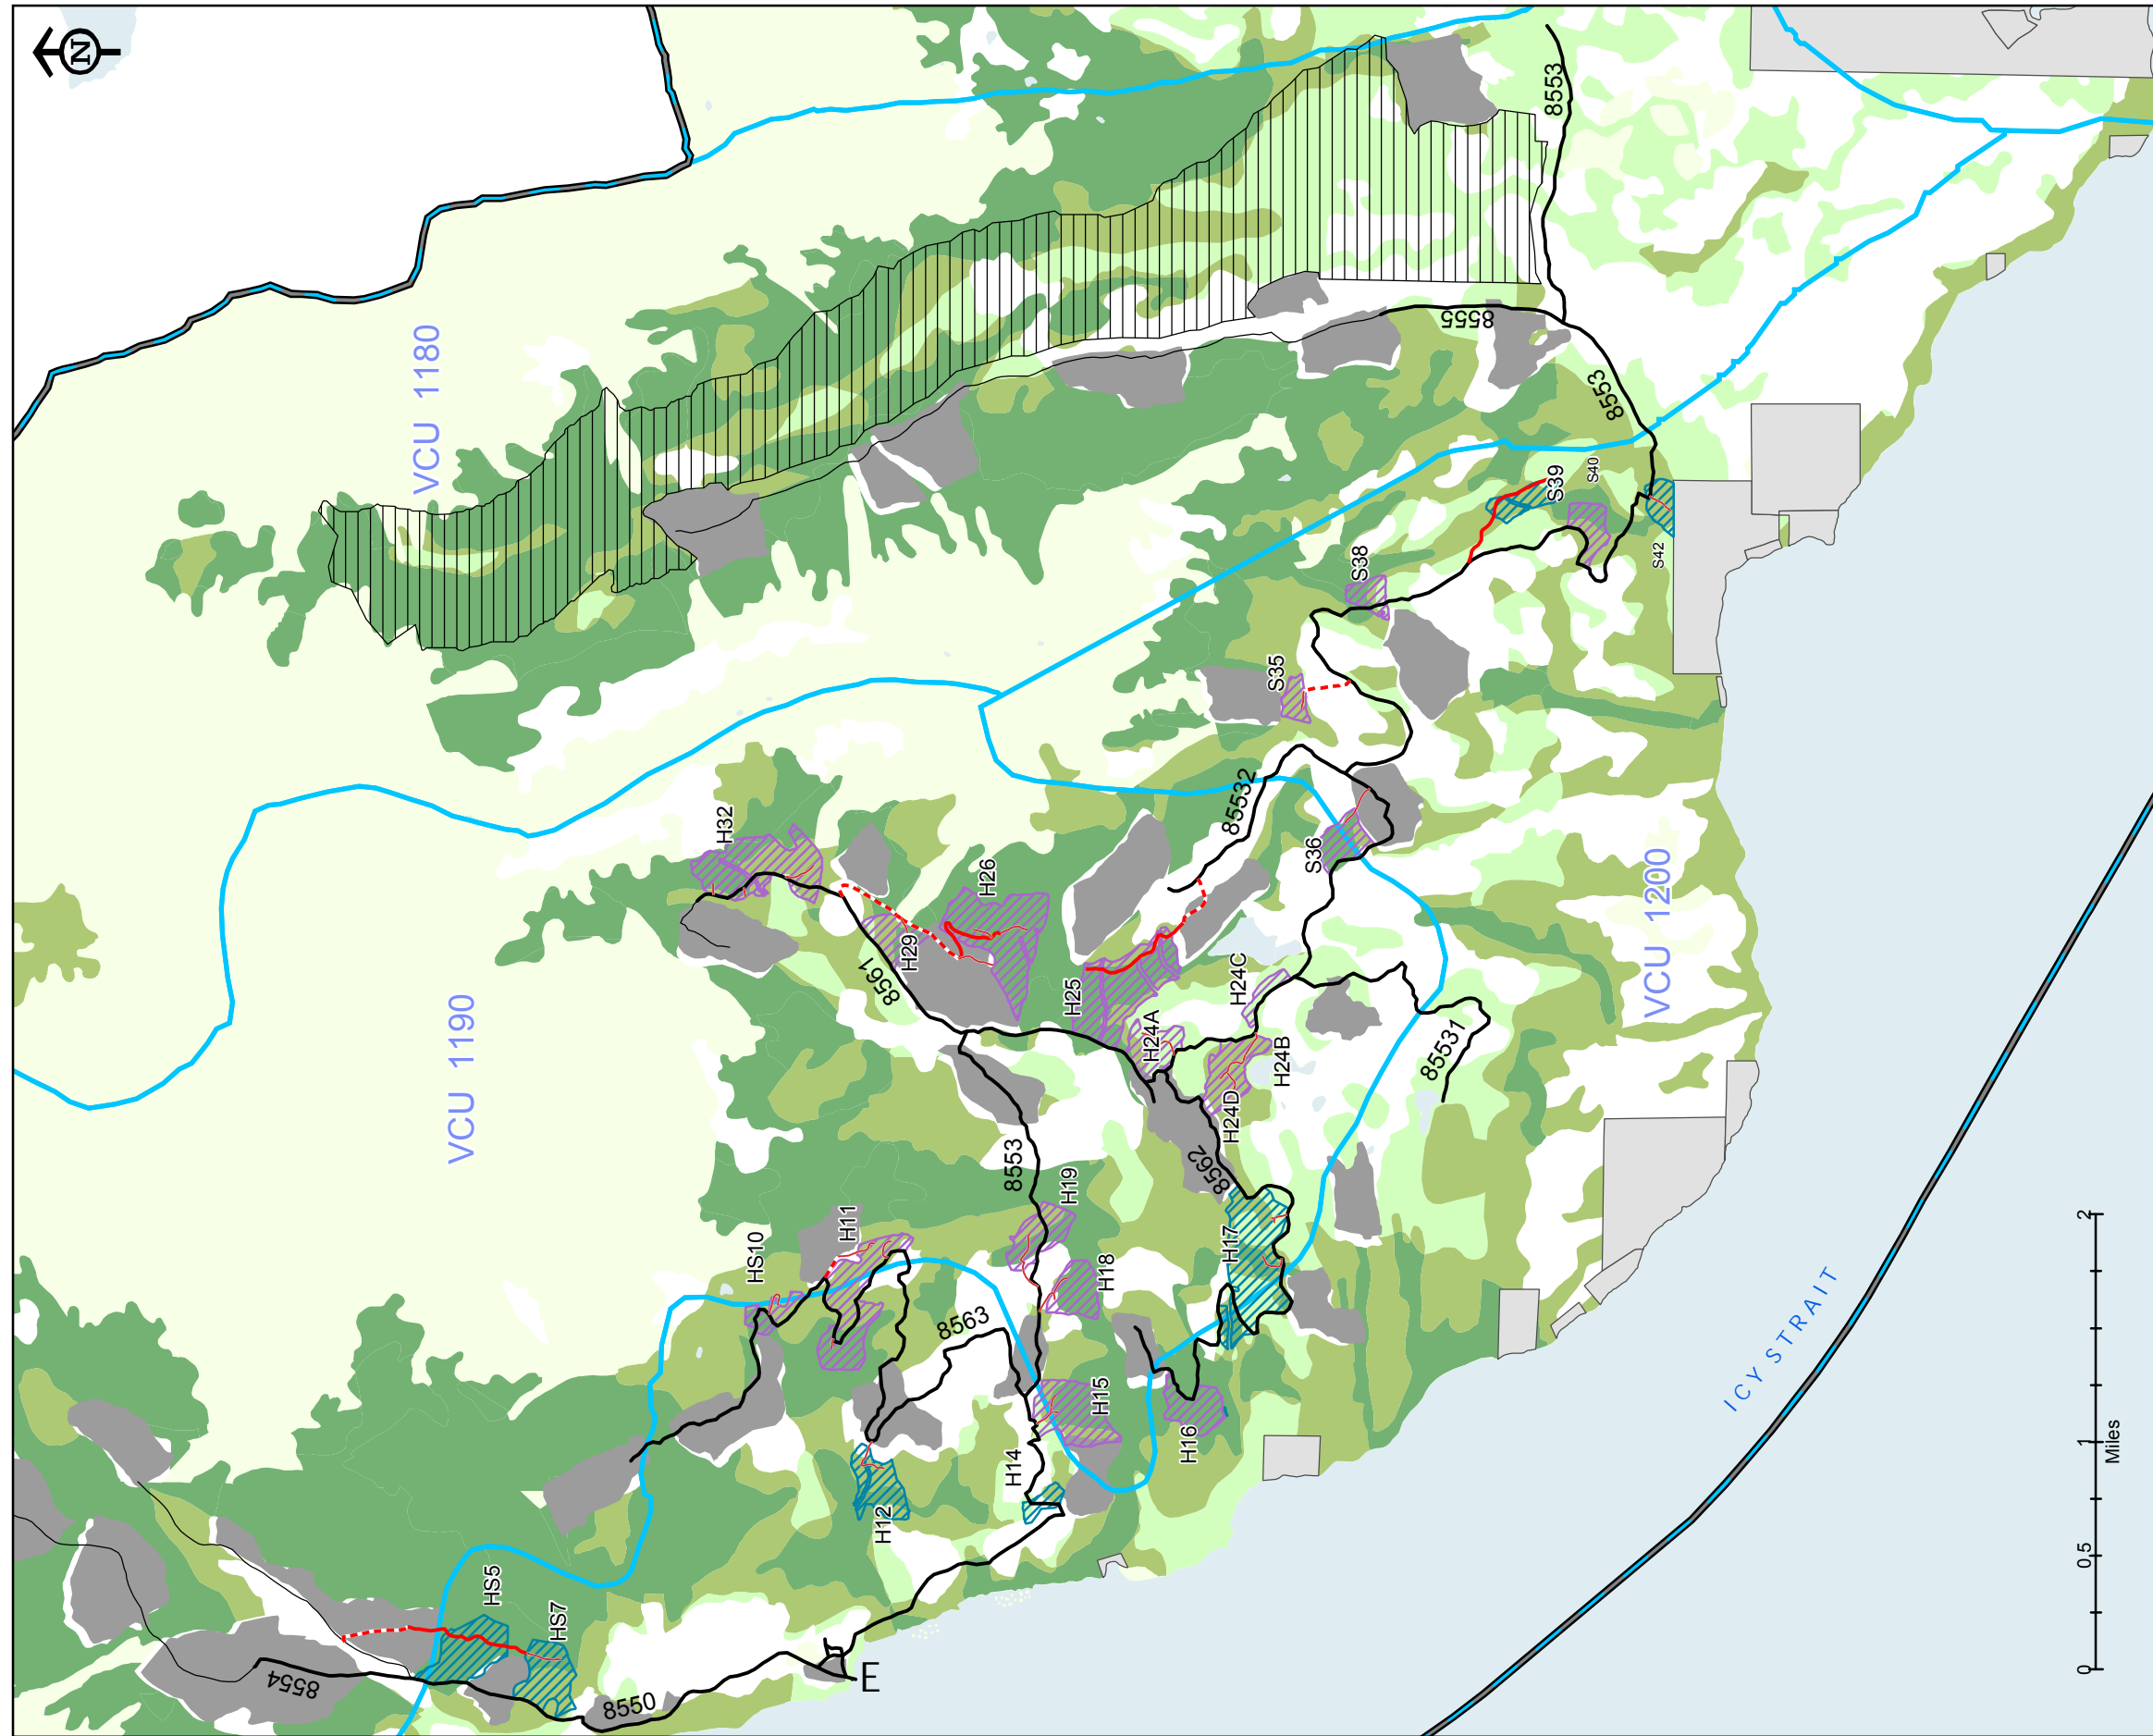 N
VCU 1180
VCU 1190
VCU 1200
ICY STRAIT
8553
8555
8553
S39
S40
S42
S38
S35
85532
S36
H32
H26
H29
8561
H25
H24A
H24C
H24B
H24D
85531
8562
8553
H19
H11
HS10
H18
H17
8563
H15
H16
H14
H12
HS5
HS7
8554
8550
E
0 0.5 1 2
Miles